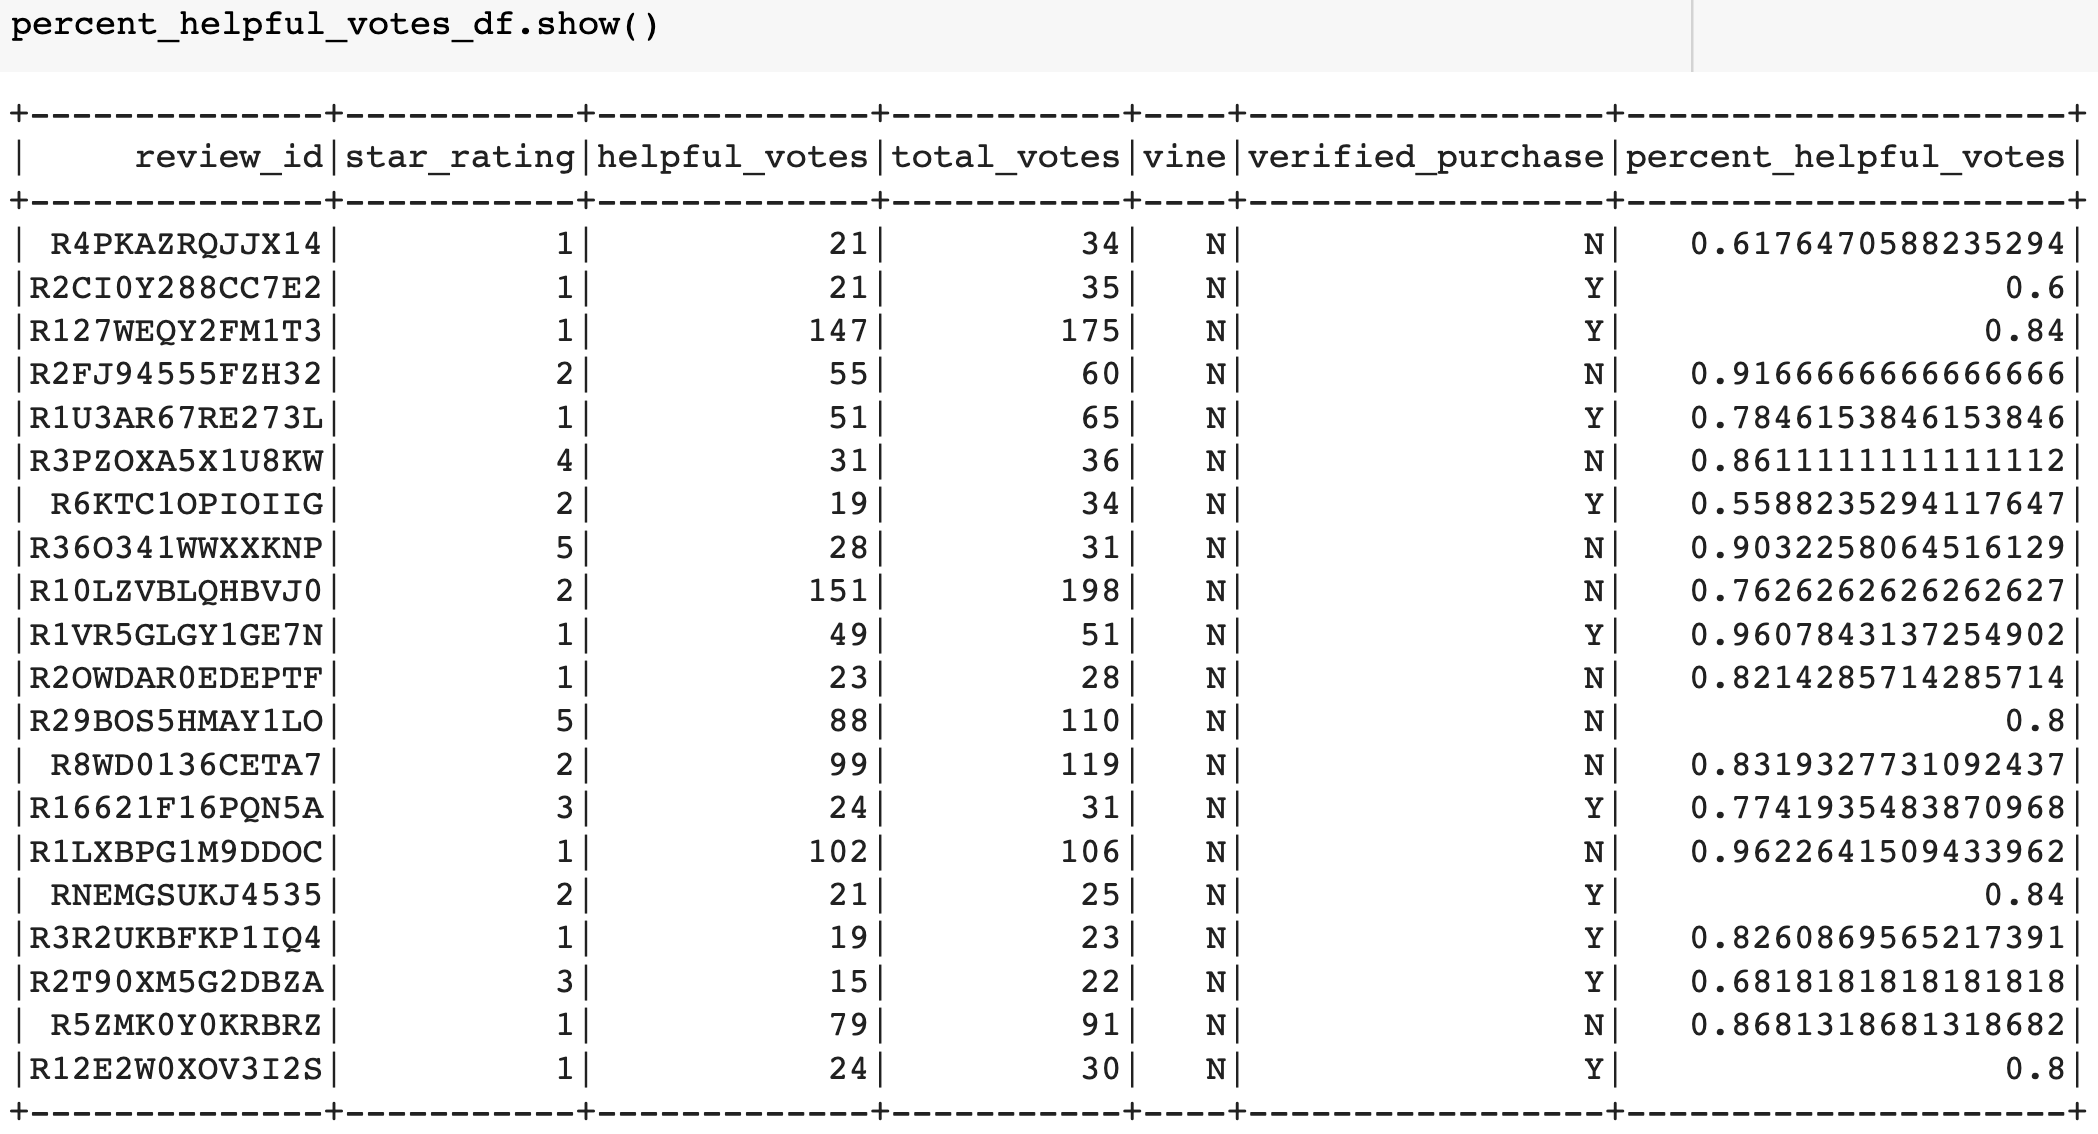 percent_helpful_votes_df.show()
+--------------+-----------+-------------+-----------+----+-----------------+---------------------+
|     review_id|star_rating|helpful_votes|total_votes|vine|verified_purchase|percent_helpful_votes|
+--------------+-----------+-------------+-----------+----+-----------------+---------------------+
| R4PKAZRQJJX14|          1|           21|         34|   N|                N|   0.6176470588235294|
|R2CI0Y288CC7E2|          1|           21|         35|   N|                Y|                  0.6|
|R127WEQY2FM1T3|          1|          147|        175|   N|                Y|                 0.84|
|R2FJ94555FZH32|          2|           55|         60|   N|                N|   0.9166666666666666|
|R1U3AR67RE273L|          1|           51|         65|   N|                Y|   0.7846153846153846|
|R3PZOXA5X1U8KW|          4|           31|         36|   N|                N|   0.8611111111111112|
| R6KTC1OPIOIIG|          2|           19|         34|   N|                Y|   0.5588235294117647|
|R36O341WWXXKNP|          5|           28|         31|   N|                N|   0.9032258064516129|
|R10LZVBLQHBVJ0|          2|          151|        198|   N|                N|   0.7626262626262627|
|R1VR5GLGY1GE7N|          1|           49|         51|   N|                Y|   0.9607843137254902|
|R2OWDAR0EDEPTF|          1|           23|         28|   N|                N|   0.8214285714285714|
|R29BOS5HMAY1LO|          5|           88|        110|   N|                N|                  0.8|
| R8WD0136CETA7|          2|           99|        119|   N|                N|   0.8319327731092437|
|R16621F16PQN5A|          3|           24|         31|   N|                Y|   0.7741935483870968|
|R1LXBPG1M9DDOC|          1|          102|        106|   N|                N|   0.9622641509433962|
| RNEMGSUKJ4535|          2|           21|         25|   N|                Y|                 0.84|
|R3R2UKBFKP1IQ4|          1|           19|         23|   N|                Y|   0.8260869565217391|
|R2T90XM5G2DBZA|          3|           15|         22|   N|                Y|   0.6818181818181818|
| R5ZMK0Y0KRBRZ|          1|           79|         91|   N|                N|   0.8681318681318682|
|R12E2W0XOV3I2S|          1|           24|         30|   N|                Y|                  0.8|
+--------------+-----------+-------------+-----------+----+-----------------+---------------------+